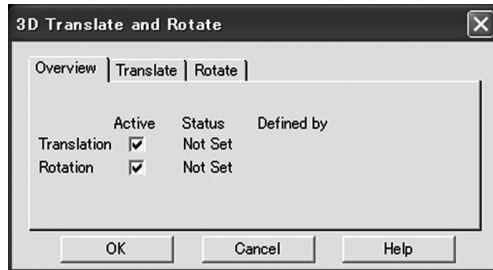 3D Translate and Rotate
Overview Translate Rotate
Active Status Defined by
Translation Not Set
Rotation Not Set
OK Cancel Help